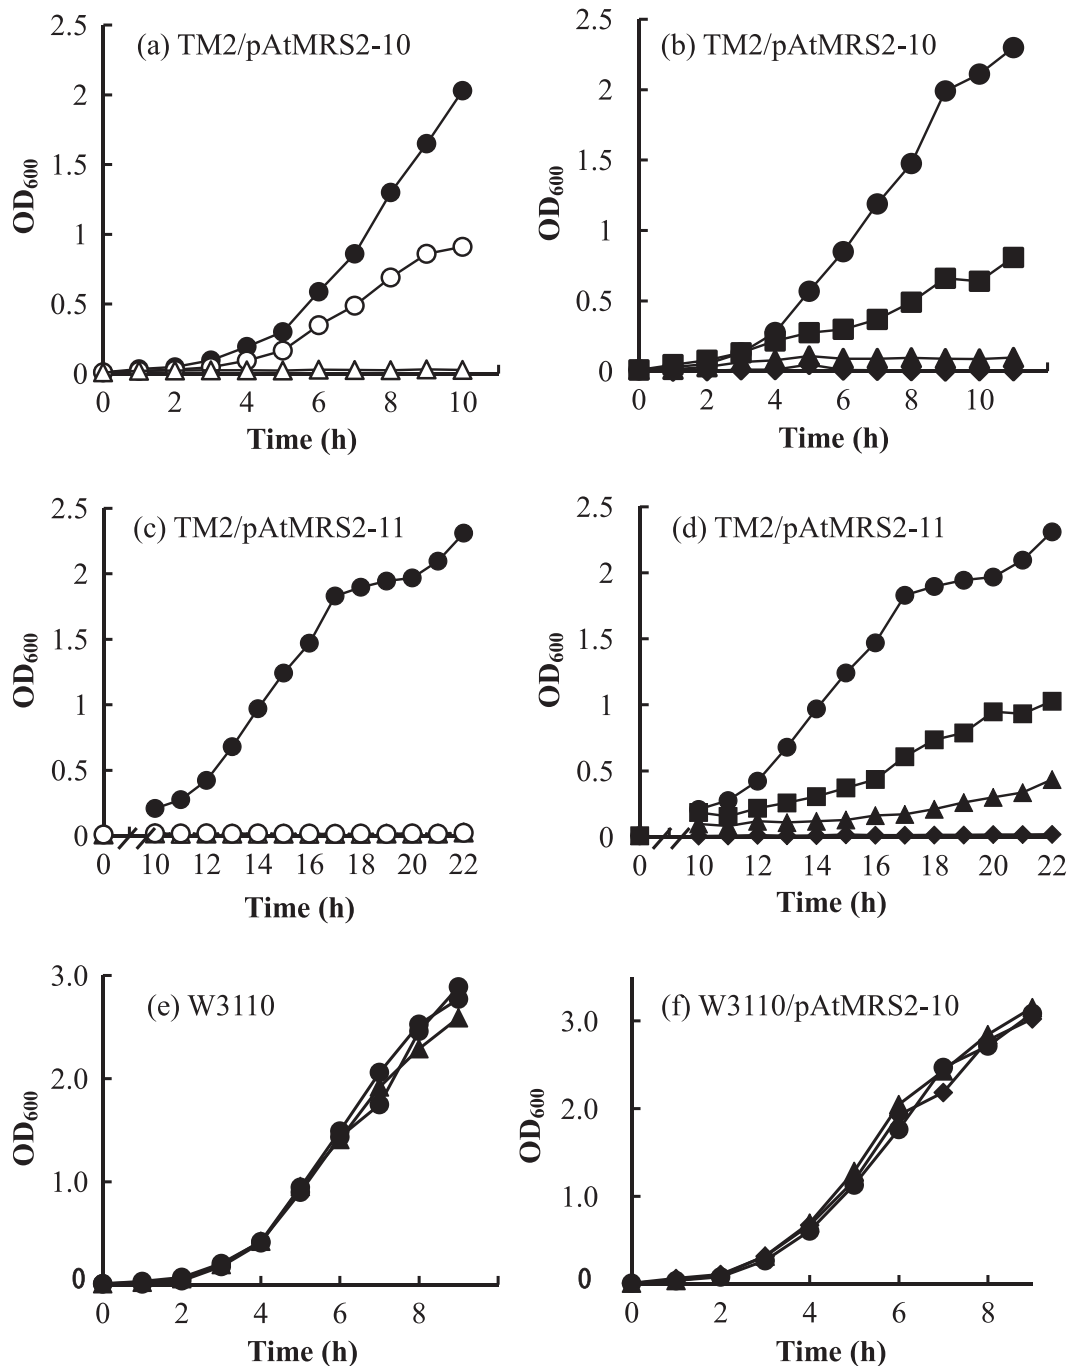 (a) TM2/pAtMRS2-10
2.5
2
1.5
1
0.5
0
OD600
0 2 4 6 8 10
Time (h)
(b) TM2/pAtMRS2-10
2.5
2
1.5
1
0.5
0
OD600
0 2 4 6 8 10
Time (h)
(c) TM2/pAtMRS2-11
2.5
2
1.5
1
0.5
0
OD600
0 10 12 14 16 18 20 22
Time (h)
(d) TM2/pAtMRS2-11
2.5
2
1.5
1
0.5
0
OD600
0 10 12 14 16 18 20 22
Time (h)
(e) W3110
3.0
2.0
1.0
0
OD600
0 2 4 6 8
Time (h)
(f) W3110/pAtMRS2-10
3.0
2.0
1.0
0
OD600
0 2 4 6 8
Time (h)